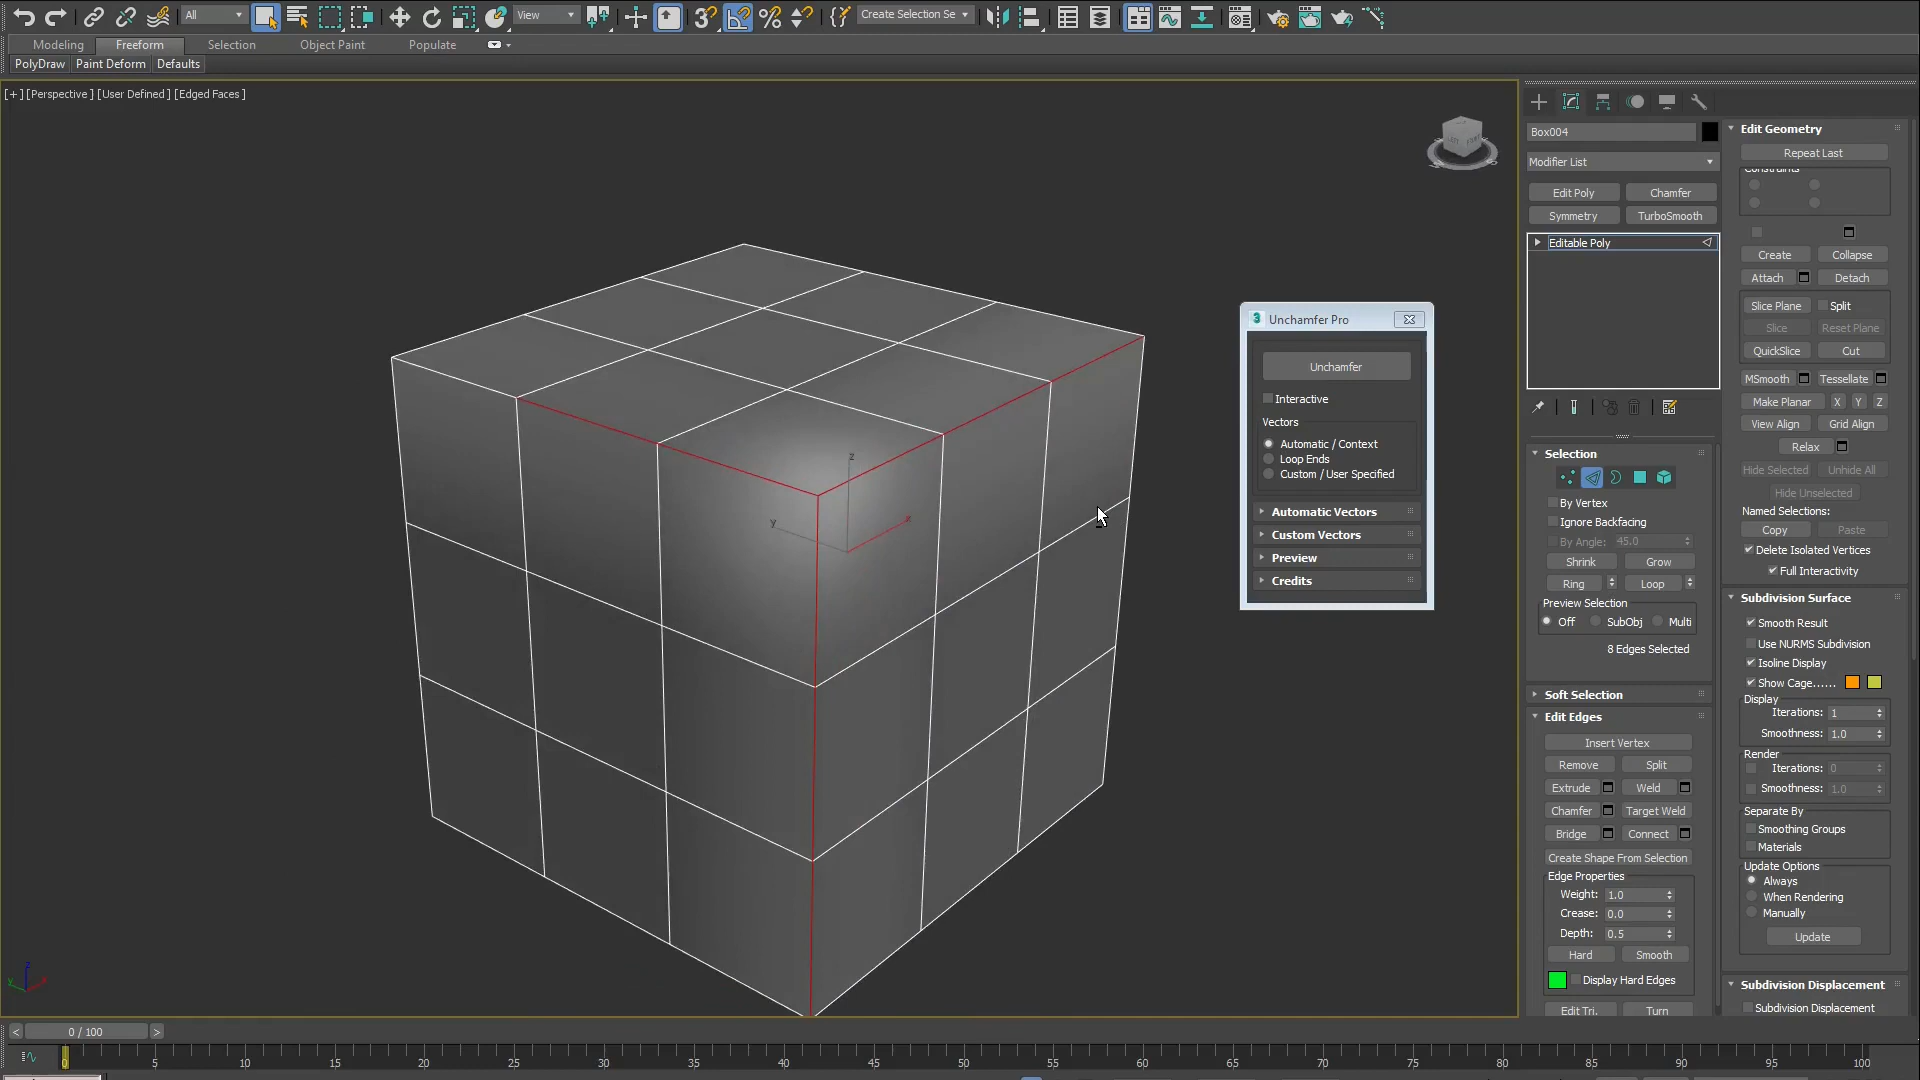 All
View
Create Selection Se
Modeling Freeform Selection Object Paint Populate
PolyDraw Paint Deform Defaults
[+] [Perspective ] [User Defined ] [Edged Faces ]
Box004
Modifier List
Edit Poly Chamfer
Symmetry TurboSmooth
Editable Poly
Selection
By Vertex
Ignore Backfacing
By Angle: 45.0
Shrink Grow
Ring Loop
Preview Selection
Off SubObj Multi
8 Edges Selected
Soft Selection
Edit Edges
Insert Vertex
Remove Split
Extrude Weld
Chamfer Target Weld
Bridge Connect
Create Shape From Selection
Edge Properties
Weight: 1.0
Crease: 0.0
Depth: 0.5
Hard Smooth
Display Hard Edges
Edit Tri. Turn
Edit Geometry
Repeat Last
Constraints
Create Collapse
Attach Detach
Slice Plane Split
Slice Reset Plane
QuickSlice Cut
MSmooth Tessellate
Make Planar X Y Z
View Align Grid Align
Relax
Hide Selected Unhide All
Hide Unselected
Named Selections:
Copy Paste
Delete Isolated Vertices
Full Interactivity
Subdivision Surface
Smooth Result
Use NURMS Subdivision
Isoline Display
Show Cage......
Display
Iterations: 1
Smoothness: 1.0
Render
Iterations: 0
Smoothness: 1.0
Separate By
Smoothing Groups
Materials
Update Options
Always
When Rendering
Manually
Update
Subdivision Displacement
Subdivision Displacement
3 Unchamfer Pro
Unchamfer
Interactive
Vectors
Automatic / Context
Loop Ends
Custom / User Specified
Automatic Vectors
Custom Vectors
Preview
Credits
z
y
z
y
< 0 / 100 >
0 5 10 15 20 25 30 35 40 45 50 55 60 65 70 75 80 85 90 95 100